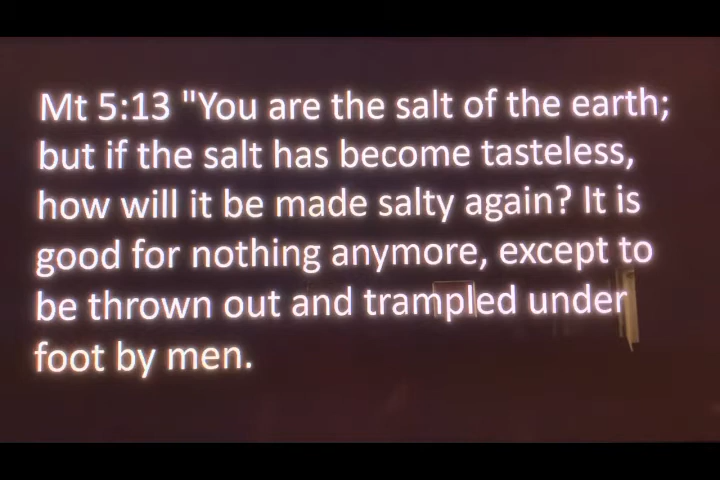 Mt 5:13 "You are the salt of the earth;
but if the salt has become tasteless,
how will it be made salty again? It is
good for nothing anymore, except to
be thrown out and trampled under
foot by men.